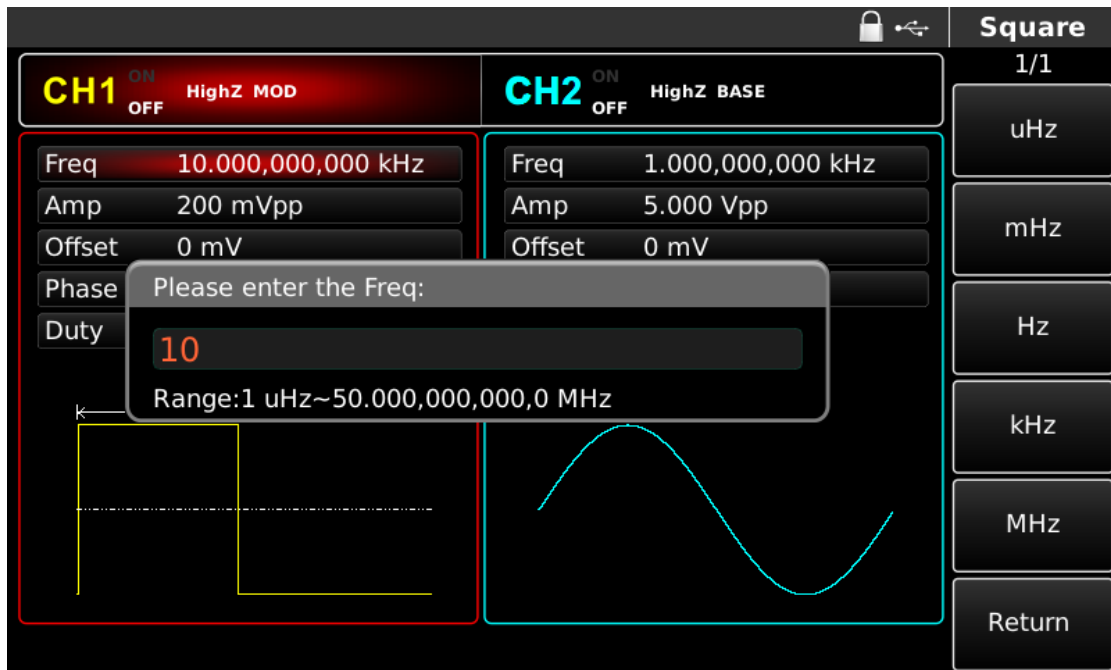 Square
1/1
CH1 ON OFF HighZ MOD
CH2 ON OFF HighZ BASE
Freq 10.000,000,000 kHz
Amp 200 mVpp
Offset 0 mV
Phase
Duty
Freq 1.000,000,000 kHz
Amp 5.000 Vpp
Offset 0 mV
Please enter the Freq:
10
Range:1 uHz~50.000,000,000,0 MHz
uHz
mHz
Hz
kHz
MHz
Return